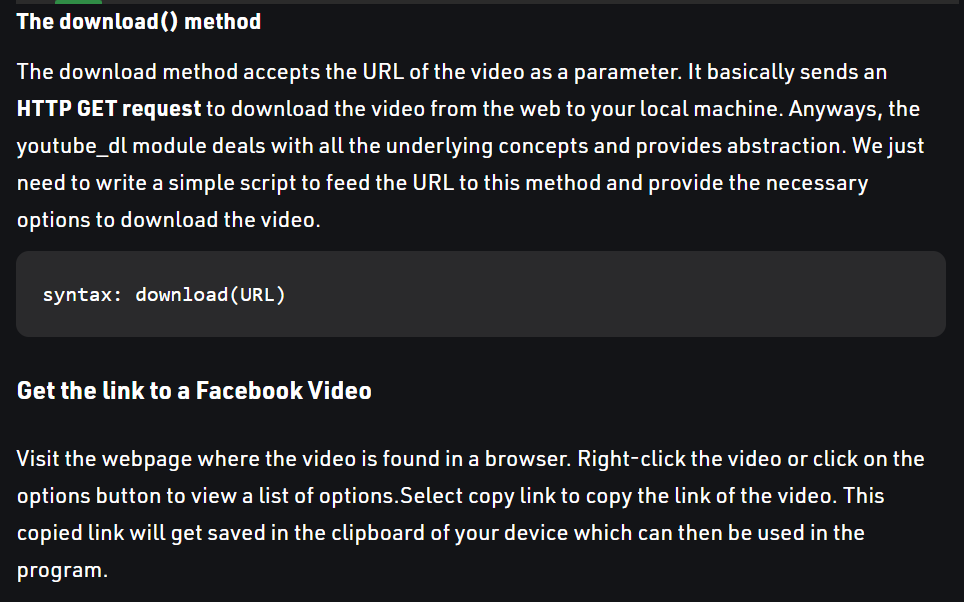 The download() method
The download method accepts the URL of the video as a parameter. It basically sends an
HTTP GET request to download the video from the web to your local machine. Anyways, the
youtube_dl module deals with all the underlying concepts and provides abstraction. We just
need to write a simple script to feed the URL to this method and provide the necessary
options to download the video.
syntax: download(URL)
Get the link to a Facebook Video
Visit the webpage where the video is found in a browser. Right-click the video or click on the
options button to view a list of options.Select copy link to copy the link of the video. This
copied link will get saved in the clipboard of your device which can then be used in the
program.